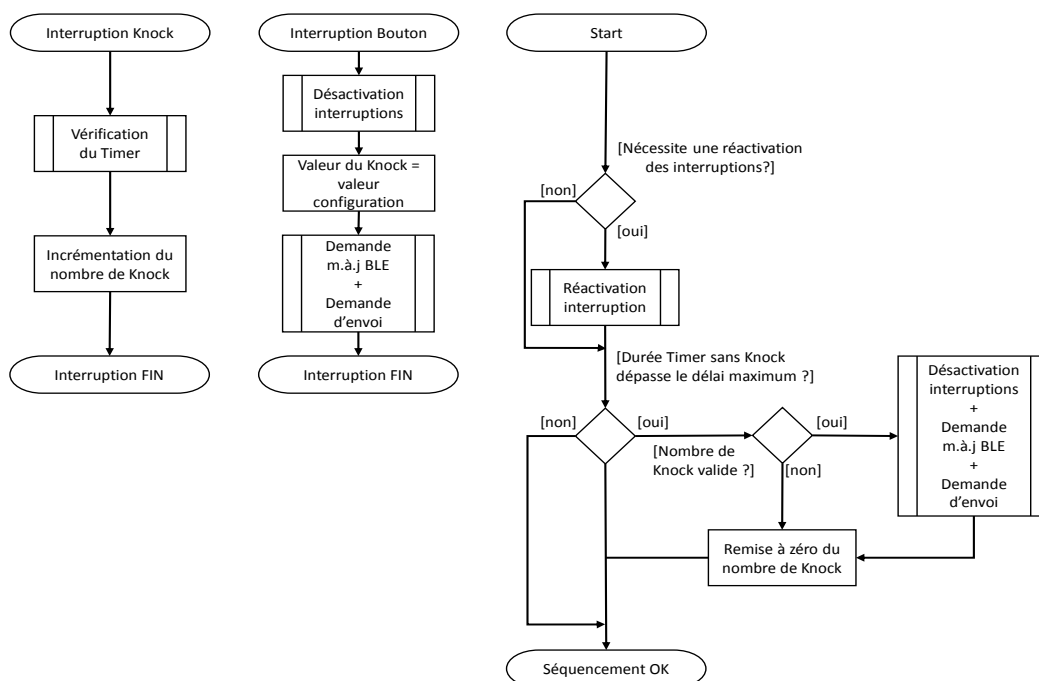 Interruption Knock
Vérification
du Timer
Incrémentation du
nombre de Knock
Interruption FIN
Interruption Bouton
Désactivation
interruptions
Valeur du Knock =
valeur
configuration
Demande
m.à.j BLE
+
Demande
d'envoi
Interruption FIN
Start
[Nécessite une réactivation
des interruptions?]
[non]
[oui]
Réactivation
interruption
[Durée Timer sans Knock
dépasse le délai maximum ?]
[non]
[oui]
[Nombre de
Knock valide ?]
[oui]
[non]
Désactivation
interruptions
+
Demande
m.à.j BLE
+
Demande
d'envoi
Remise à zéro du
nombre de Knock
Séquencement OK